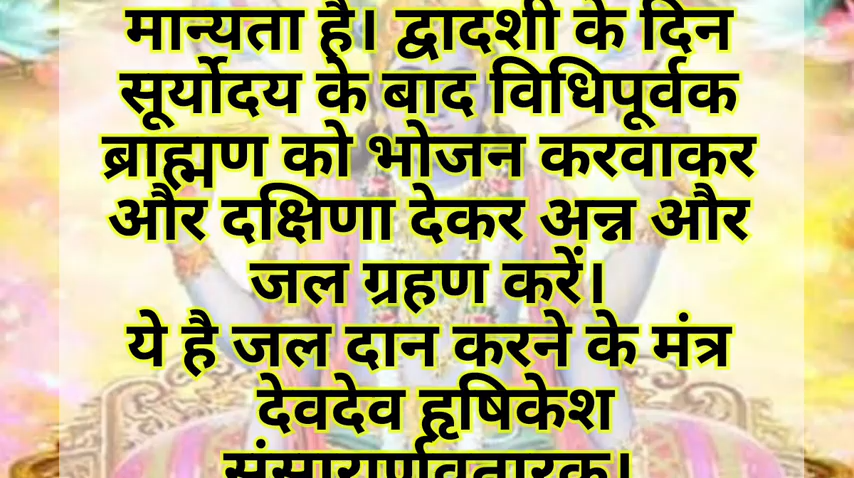 मान्यता है। द्वादशी के दिन
सूर्योदय के बाद विधिपूर्वक
ब्राह्मण को भोजन करवाकर
और दक्षिणा देकर अन्न और
जल ग्रहण करें।
ये है जल दान करने के मंत्र
देवदेव हृषिकेश
संसारार्णवतारक।